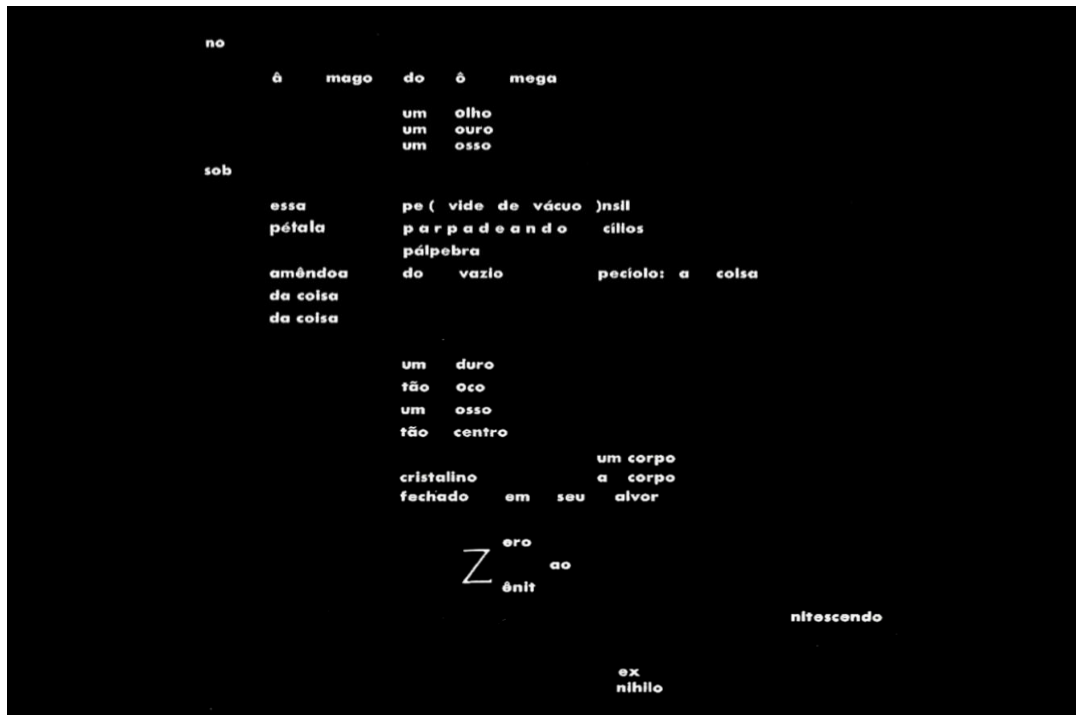 no
â mago do ô mega
um olho
um ouro
um osso
sob
essa pe ( vide de vácuo )nsil
pétala parpadeando cíllos
pálpebra
amêndoa do vazio pecíolo: a coisa
da coisa
da coisa
um duro
tão oco
um osso
tão centro
um corpo
cristalino a corpo
fechado em seu alvor
Z ero
ao
ênit
nitescendo
ex
nihilo